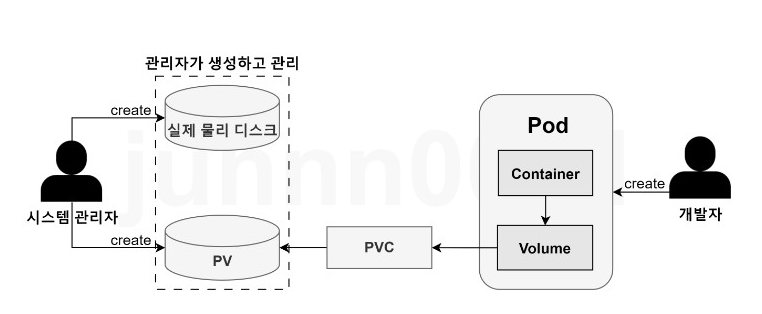 관리자가 생성하고 관리
create
실제 물리 디스크
시스템 관리자
create
PV
PVC
Pod
Container
Volume
create
개발자